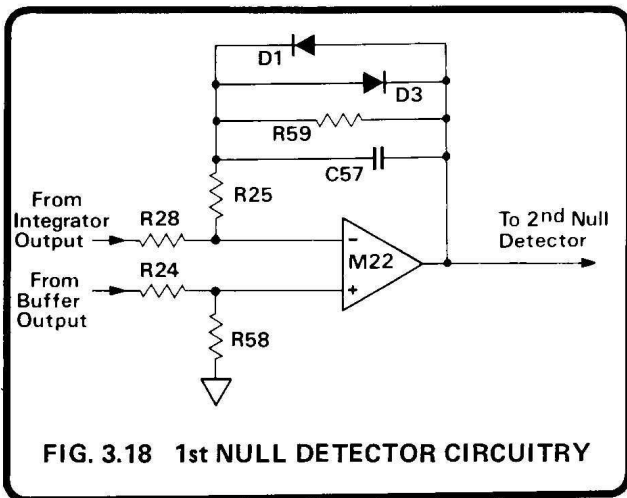 D1
D3
R59
C57
R25
From
Integrator
Output
R28
R24
From
Buffer
Output
−
+
M22
R58
To 2nd Null
Detector
FIG. 3.18 1st NULL DETECTOR CIRCUITRY